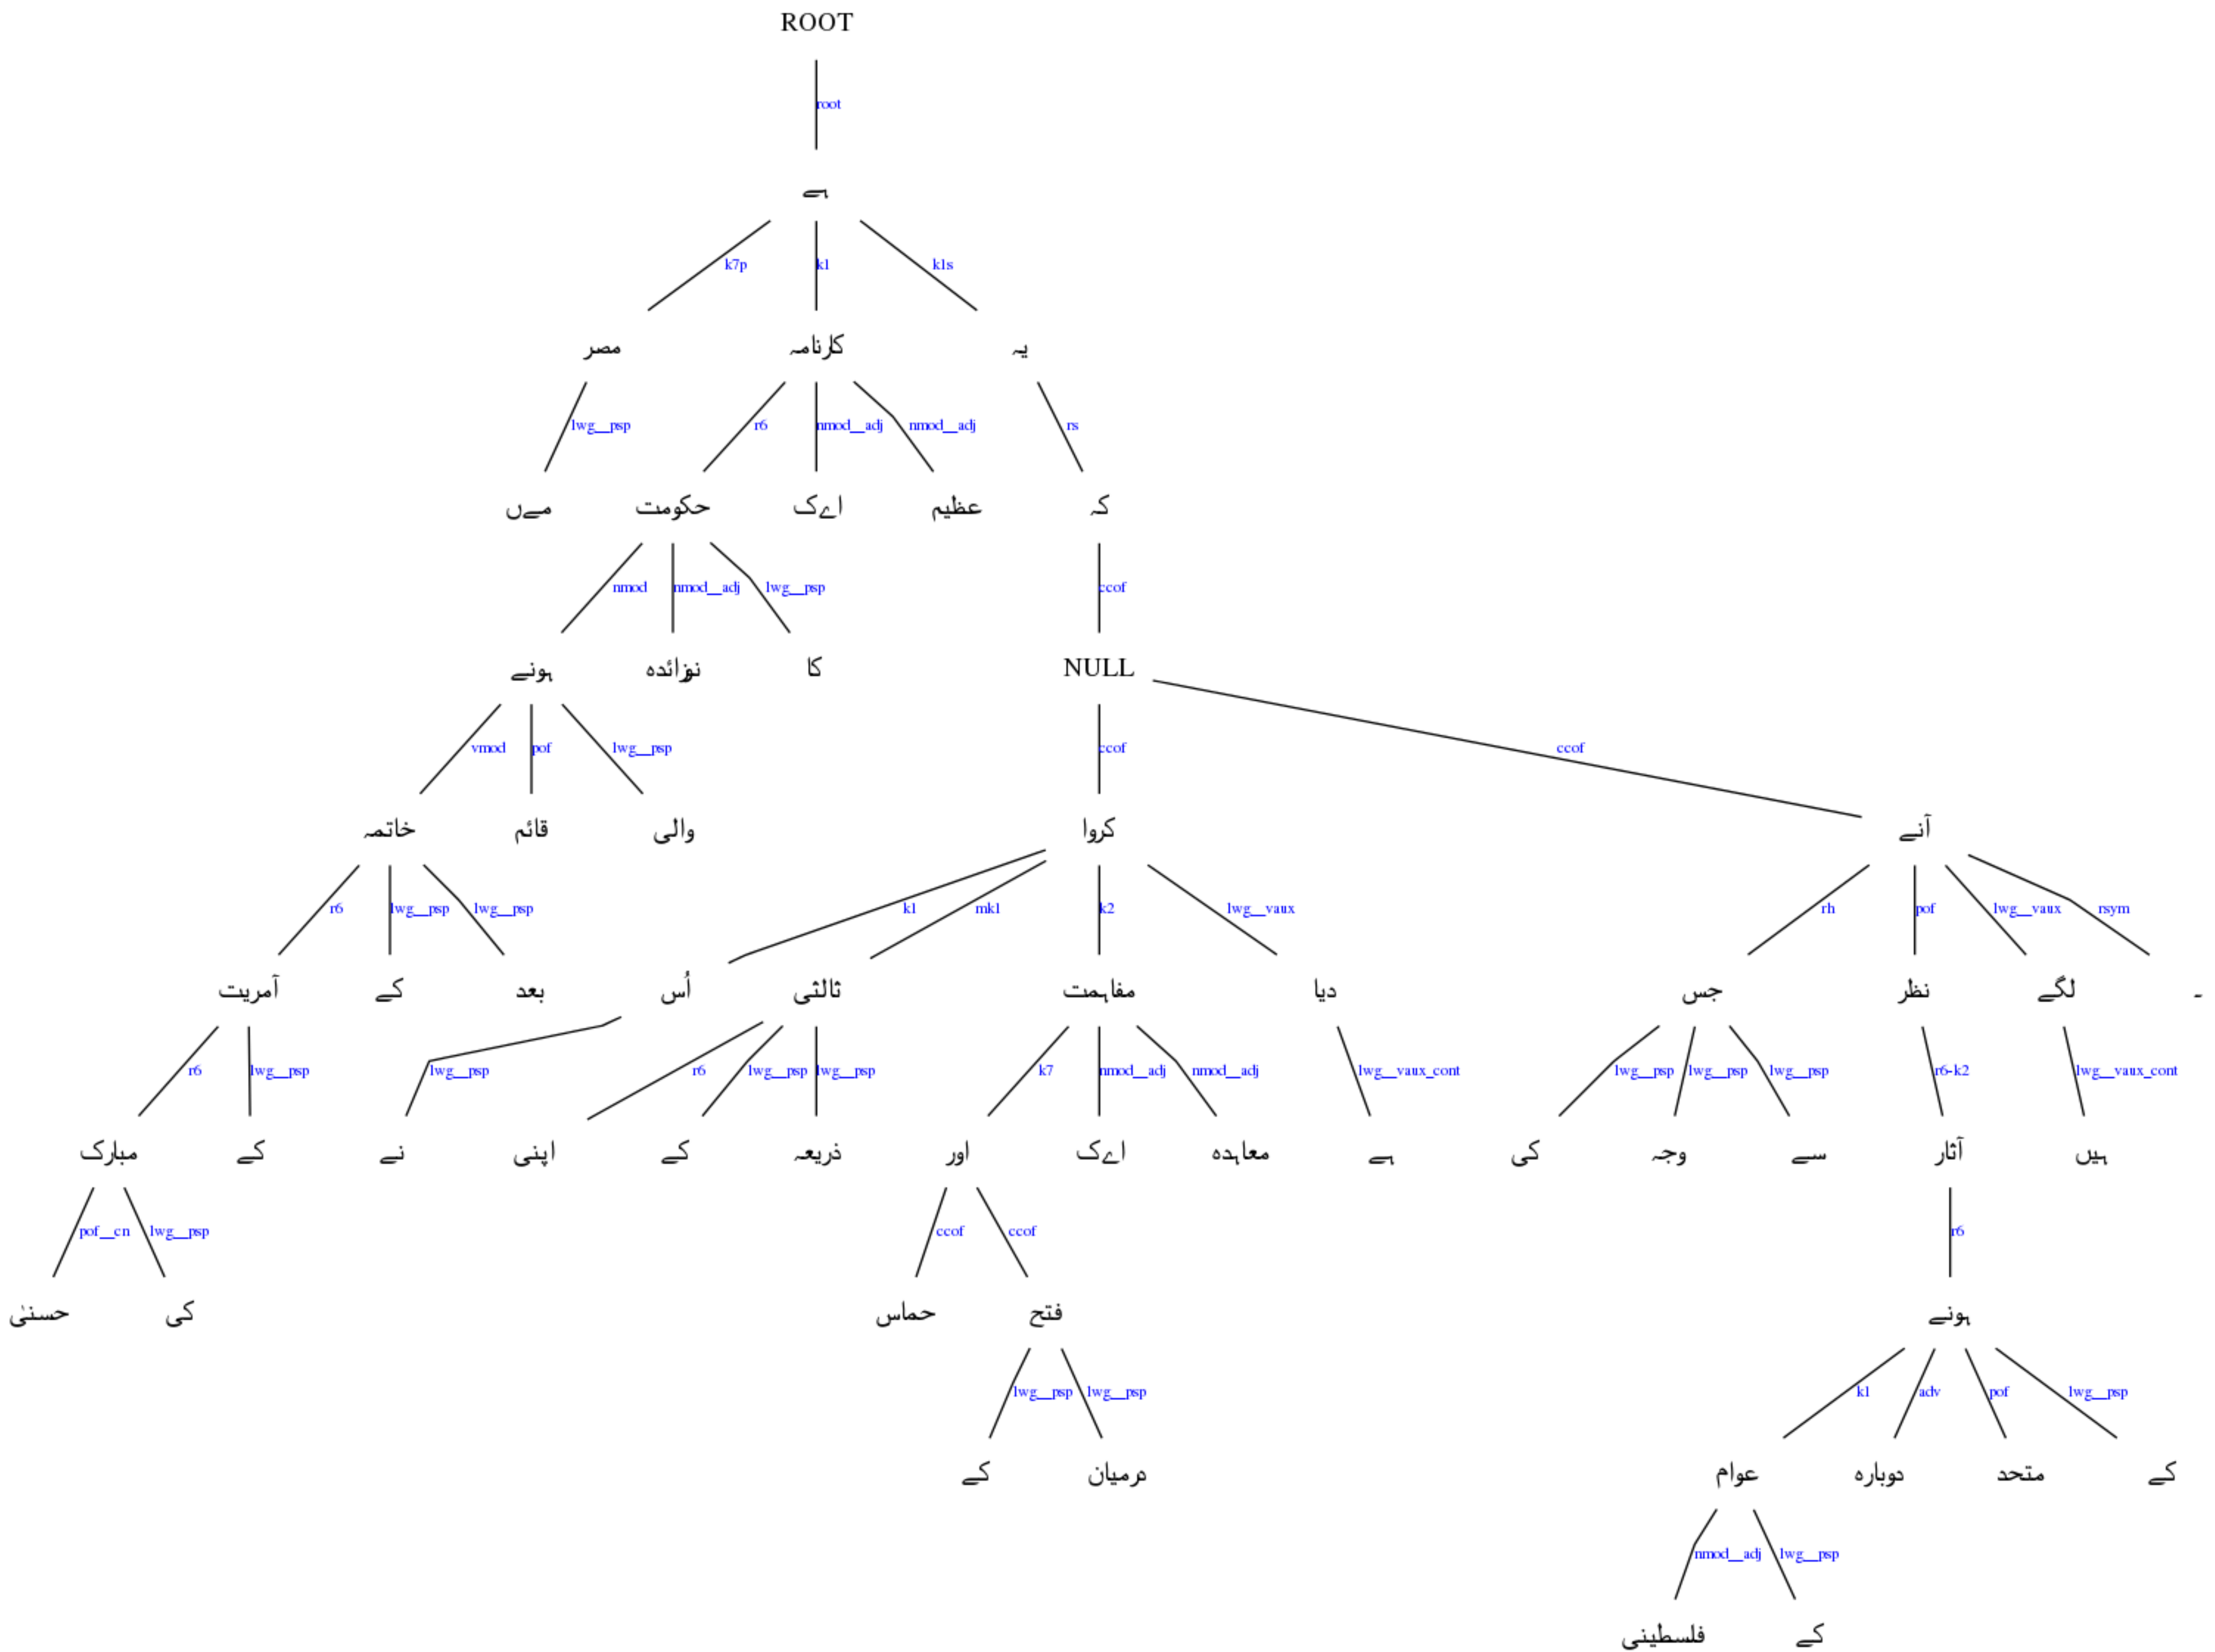 ROOT
root
ہے
k7p k1 k1s
مصر کارنامہ یہ
lwg__psp r6 nmod__adj nmod__adj rs
مےں حکومت اےک عظیم کہ
nmod nmod__adj lwg__psp ccof
ہونے نوزائدہ کا NULL
vmod pof lwg__psp ccof ccof
خاتمہ قائم والی کروا آنے
r6 lwg__psp lwg__psp k1 mk1 k2 lwg__vaux rh pof lwg__vaux rsym
آمریت کے بعد اُس ثالثی مفاہمت دیا جس نظر لگے ۔
r6 lwg__psp lwg__psp r6 lwg__psp lwg__psp k7 nmod__adj nmod__adj lwg__vaux_cont lwg__psp lwg__psp lwg__psp r6-k2 lwg__vaux_cont
مبارک کے نے اپنی کے ذریعہ اور اےک معاہدہ ہے کی وجہ سے آثار ہیں
pof__cn lwg__psp ccof ccof r6
حسنیٰ کی حماس فتح ہونے
lwg__psp lwg__psp k1 adv pof lwg__psp
کے درمیان عوام دوبارہ متحد کے
nmod__adj lwg__psp
فلسطینی کے